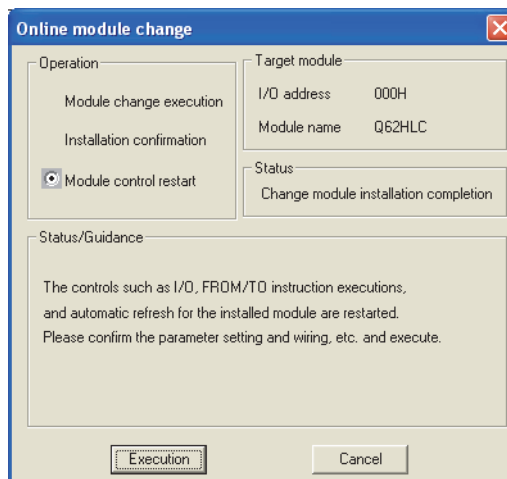 Online module change
Operation
Module change execution
Installation confirmation
Module control restart
Target module
I/O address 000H
Module name Q62HLC
Status
Change module installation completion
Status/Guidance
The controls such as I/O, FROM/TO instruction executions,
and automatic refresh for the installed module are restarted.
Please confirm the parameter setting and wiring, etc. and execute.
Execution
Cancel